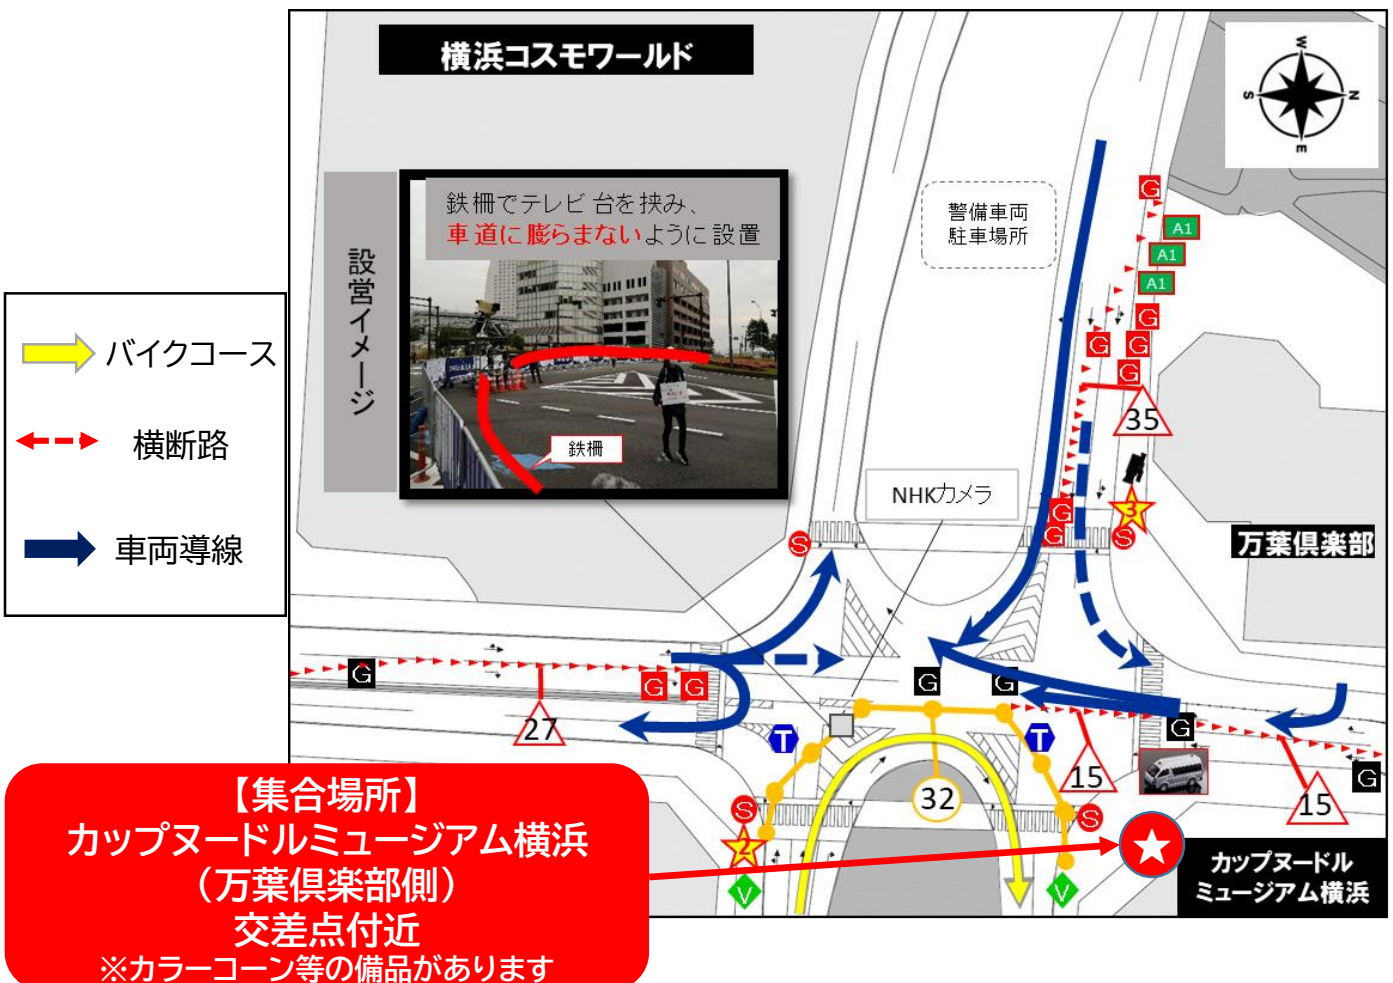 横浜コスモワールド
W
S
N
E
設営イメージ
鉄柵でテレビ台を挟み、
車道に膨らまないように設置
鉄柵
警備車両
駐車場所
G
A1
A1
A1
G
G
G
G
35
バイクコース
横断路
車両導線
NHKカメラ
3
G
G
S
S
万葉倶楽部
G
G
G
27
G
G
G
T
T
15
15
G
32
S
S
2
V
V
【集合場所】
カップヌードルミュージアム横浜
（万葉倶楽部側）
交差点付近
※カラーコーン等の備品があります
カップヌードル
ミュージアム横浜